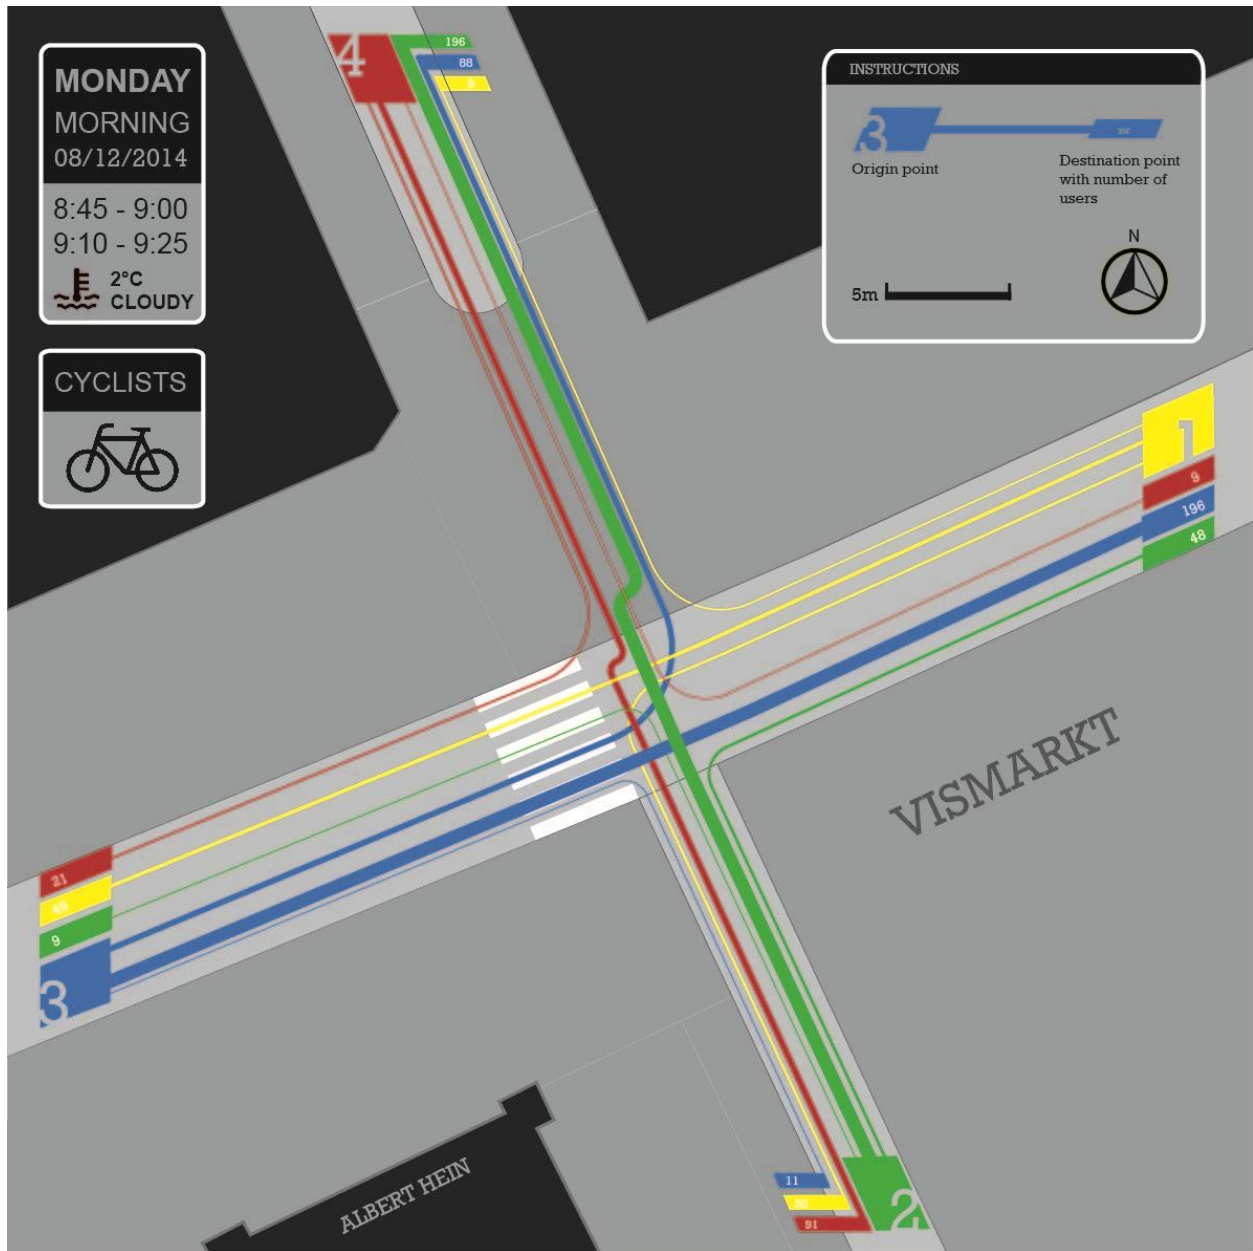 MONDAY
MORNING
08/12/2014
8:45 - 9:00
9:10 - 9:25
2°C
CLOUDY
CYCLISTS
4
196
88
INSTRUCTIONS
3
Origin point
Destination point
with number of
users
N
5m
1
9
196
48
VISMARKT
21
49
9
3
ALBERT HEIN
11
91
2